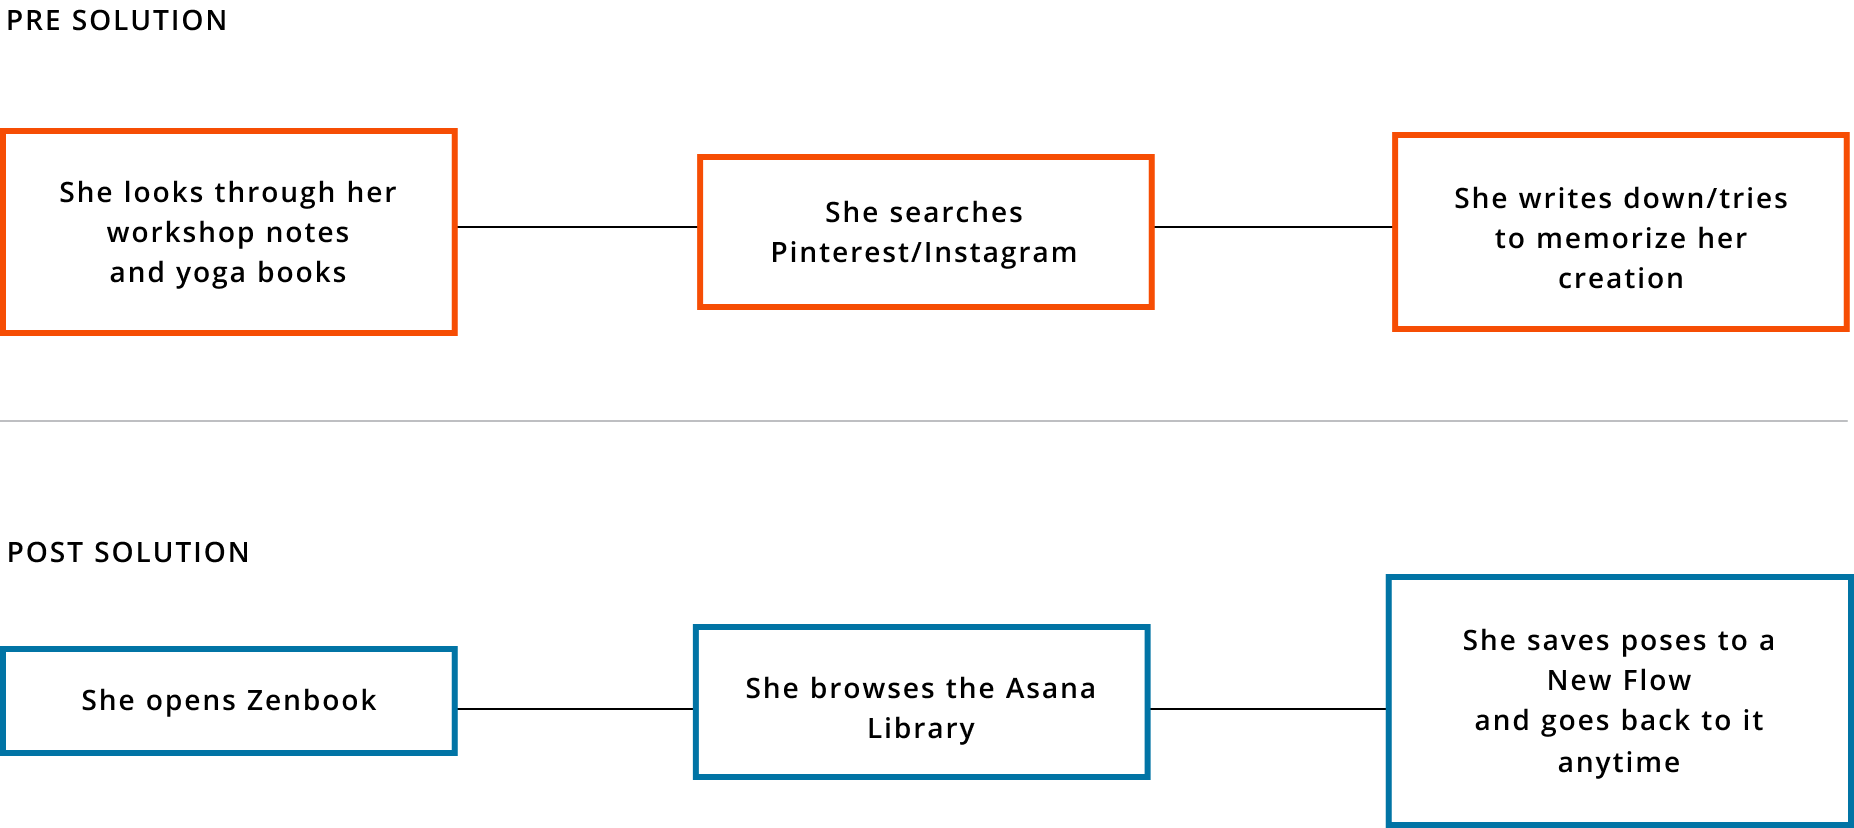 PRE SOLUTION
She looks through her
workshop notes
and yoga books
She searches
Pinterest/Instagram
She writes down/tries
to memorize her
creation
POST SOLUTION
She opens Zenbook
She browses the Asana
Library
She saves poses to a
New Flow
and goes back to it
anytime